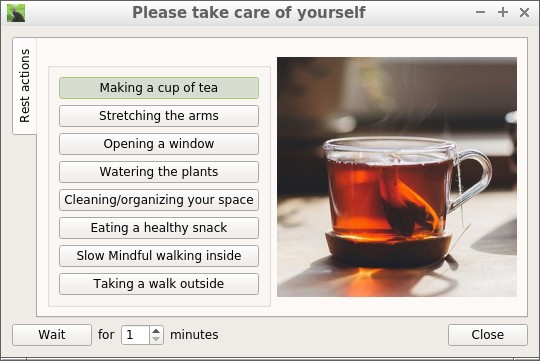 Please take care of yourself
Rest actions
Making a cup of tea
Stretching the arms
Opening a window
Watering the plants
Cleaning/organizing your space
Eating a healthy snack
Slow Mindful walking inside
Taking a walk outside
Wait for 1 minutes Close